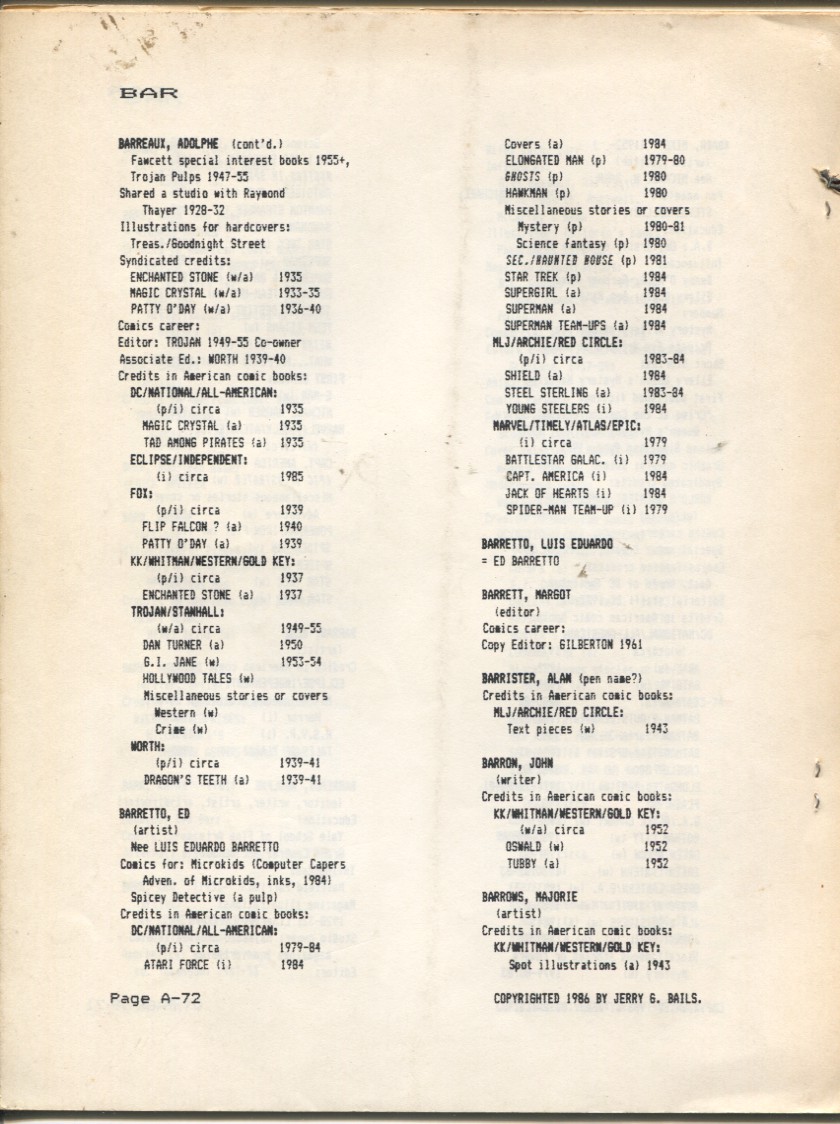 BAR
BARREAUX, ADOLPHE (cont'd.)
Fawcett special interest books 1955+,
Trojan Pulps 1947-55
Shared a studio with Raymond
Thayer 1928-32
Illustrations for hardcovers:
Treas./Goodnight Street
Syndicated credits:
ENCHANTED STONE (w/a) 1935
MAGIC CRYSTAL (w/a) 1933-35
PATTY O'DAY (w/a) 1936-40
Comics career:
Editor: TROJAN 1949-55 Co-owner
Associate Ed.: WORTH 1939-40
Credits in American comic books:
DC/NATIONAL/ALL-AMERICAN:
(p/i) circa 1935
MAGIC CRYSTAL (a) 1935
TAD AMONG PIRATES (a) 1935
ECLIPSE/INDEPENDENT:
(i) circa 1985
FOX:
(p/i) circa 1939
FLIP FALCON ? (a) 1940
PATTY O'DAY (a) 1939
KK/WHITMAN/WESTERN/GOLD KEY:
(p/i) circa 1937
ENCHANTED STONE (a) 1937
TROJAN/STANHALL:
(w/a) circa 1949-55
DAN TURNER (a) 1950
G.I. JANE (w) 1953-54
HOLLYWOOD TALES (w)
Miscellaneous stories or covers
Western (w)
Crime (w)
WORTH:
(p/i) circa 1939-41
DRAGON'S TEETH (a) 1939-41
BARRETTO, ED
(artist)
Nee LUIS EDUARDO BARRETTO
Comics for: Microkids (Computer Capers
Adven. of Microkids, inks, 1984)
Spicey Detective (a pulp)
Credits in American comic books:
DC/NATIONAL/ALL-AMERICAN:
(p/i) circa 1979-84
ATARI FORCE (i) 1984
Covers (a) 1984
ELONGATED MAN (p) 1979-80
GHOSTS (p) 1980
HAWKMAN (p) 1980
Miscellaneous stories or covers
Mystery (p) 1980-81
Science fantasy (p) 1980
SEC./HAUNTED HOUSE (p) 1981
STAR TREK (p) 1984
SUPERGIRL (a) 1984
SUPERMAN (a) 1984
SUPERMAN TEAM-UPS (a) 1984
MLJ/ARCHIE/RED CIRCLE:
(p/i) circa 1983-84
SHIELD (a) 1984
STEEL STERLING (a) 1983-84
YOUNG STEELERS (i) 1984
MARVEL/TIMELY/ATLAS/EPIC:
(i) circa 1979
BATTLESTAR GALAC. (i) 1979
CAPT. AMERICA (i) 1984
JACK OF HEARTS (i) 1984
SPIDER-MAN TEAM-UP (i) 1979
BARRETTO, LUIS EDUARDO
= ED BARRETTO
BARRETT, MARGOT
(editor)
Comics career:
Copy Editor: GILBERTON 1961
BARRISTER, ALAN (pen name?)
Credits in American comic books:
MLJ/ARCHIE/RED CIRCLE:
Text pieces (w) 1943
BARRON, JOHN
(writer)
Credits in American comic books:
KK/WHITMAN/WESTERN/GOLD KEY:
(w/a) circa 1952
OSWALD (w) 1952
TUBBY (a) 1952
BARROWS, MAJORIE
(artist)
Credits in American comic books:
KK/WHITMAN/WESTERN/GOLD KEY:
Spot illustrations (a) 1943
Page A-72
COPYRIGHTED 1986 BY JERRY G. BAILS.